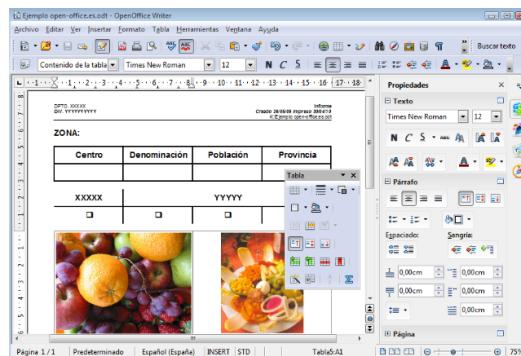 Ejemplo open-office.es.odt - OpenOffice Writer
Archivo Editar Ver Insertar Formato Tabla Herramientas Ventana Ayuda
Buscar texto
Contenido de la tabla Times New Roman 12 N C S
Propiedades
Texto
Times New Roman 12
N C S
DPTO. XXXXX
DIV. YYYYYYYYY
Informe
ZONA:
Centro Denominación Población Provincia
XXXXX YYYYY
Tabla
Párrafo
Espaciado: Sangría:
0,00cm 0,00cm
0,00cm 0,00cm
0,00cm
Página
Página 1 / 1 Predeterminado Español (España) INSERT STD Tabla5:A1